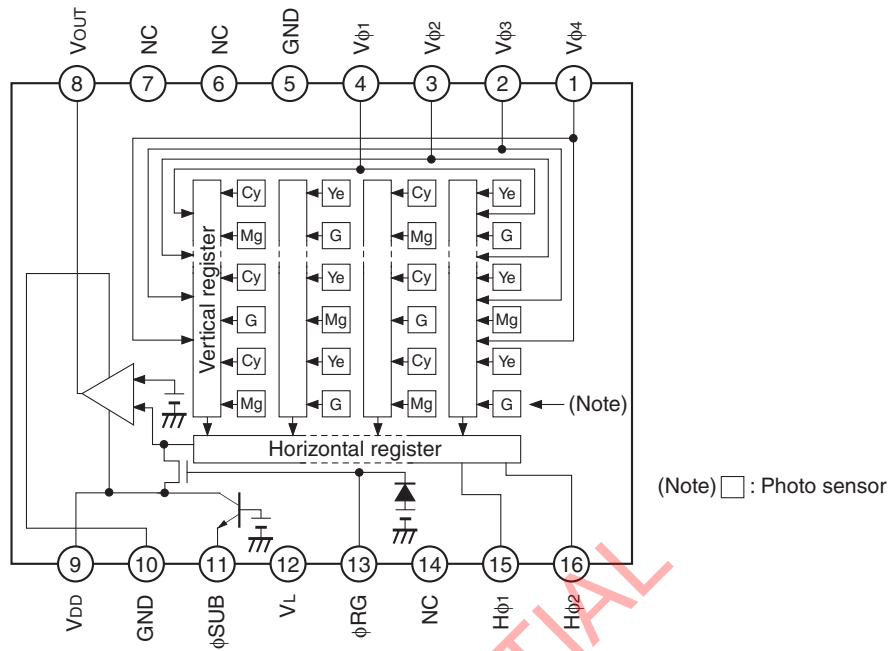 VOUT NC NC GND Vϕ1 Vϕ2 Vϕ3 Vϕ4
8 7 6 5 4 3 2 1
Vertical register
Cy Ye Cy Ye
Mg G Mg G
Cy Ye Cy Ye
G Mg G Mg
Cy Ye Cy Ye
Mg G Mg G (Note)
Horizontal register
(Note) : Photo sensor
9 10 11 12 13 14 15 16
VDD GND ϕSUB VL ϕRG NC Hϕ1 Hϕ2
TIAL